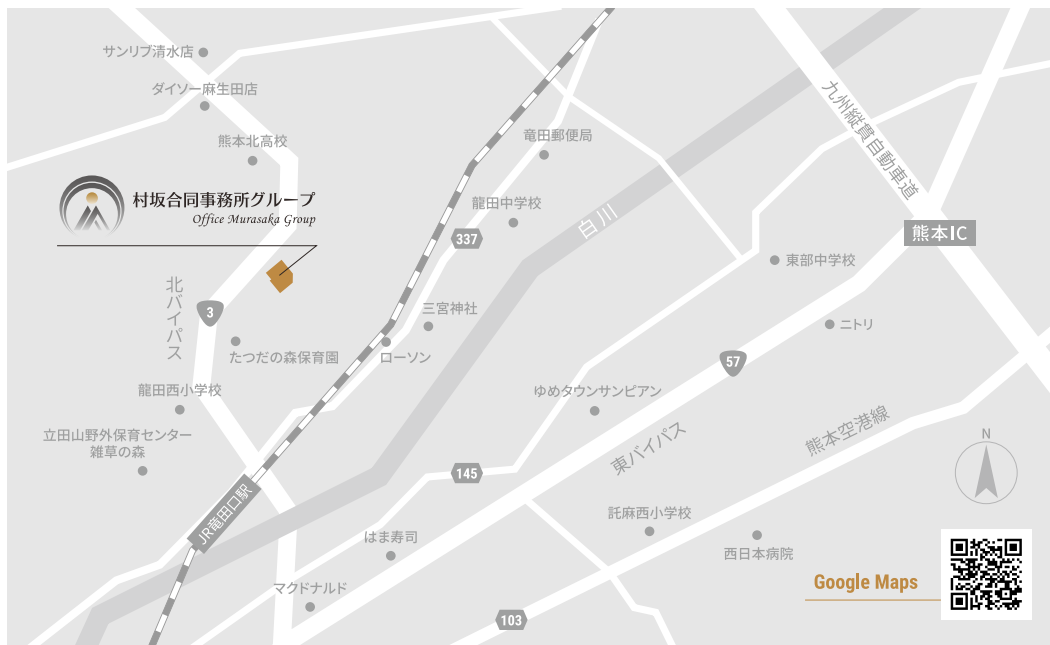 サンリブ清水店
ダイソー麻生田店
熊本北高校
竜田郵便局
九州縦貫自動車道
村坂合同事務所グループ
Office Murasaka Group
龍田中学校
白川
337
熊本IC
東部中学校
北バイパス
3
三宮神社
ニトリ
たつだの森保育園
ローソン
57
龍田西小学校
ゆめタウンサンピアン
立田山野外保育センター
雑草の森
東バイパス
熊本空港線
N
145
JR竜田口駅
はま寿司
託麻西小学校
西日本病院
マクドナルド
Google Maps
103